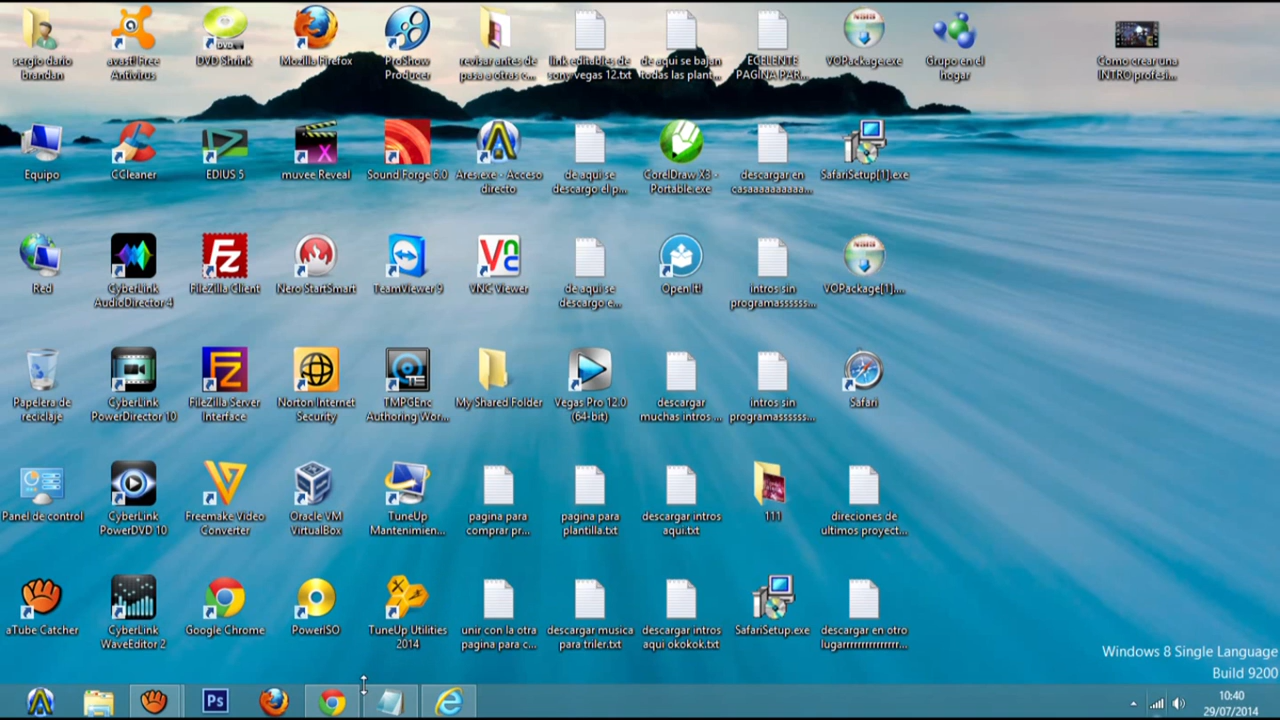 sergio dario
brandan
avast! Free
Antivirus
DVD Shrink
Mozilla Firefox
ProShow
Producer
revisar antes de
pasa a otras c...
link editables de
sony vegas 12.txt
de aqui se bajan
todas las plant...
ECELENTE
PAGINA PAR...
VOPackage.exe
Grupo en el
hogar
Como crear una
INTRO profesi...
Equipo
CCleaner
EDIUS 5
muvee Reveal
Sound Forge 6.0
Ares.exe - Acceso
directo
de aqui se
descargo el p...
CorelDraw X3 -
Portable.exe
descargar en
casaaaaaaaaaa...
SafariSetup[1].exe
Red
CyberLink
AudioDirector 4
FileZilla Client
Nero StartSmart
TeamViewer 9
VNC Viewer
de aqui se
descargo e...
Open It!
intros sin
programasssssss...
VOPackage[1]....
Papelera de
reciclaje
CyberLink
PowerDirector 10
FileZilla Server
Interface
Norton Internet
Security
TMPGEnc
Authoring Wor...
My Shared Folder
Vegas Pro 12.0
(64-bit)
descargar
muchas intros ...
intros sin
programasssssss...
Safari
Panel de control
CyberLink
PowerDVD 10
Freemake Video
Converter
Oracle VM
VirtualBox
TuneUp
Mantenimien...
pagina para
comprar pr...
pagina para
plantilla.txt
descargar intros
aqui.txt
111
direciones de
ultimos proyect...
aTube Catcher
CyberLink
WaveEditor 2
Google Chrome
PowerISO
TuneUp Utilities
2014
unir con la otra
pagina para c...
descargar musica
para triler.txt
descargar intros
aqui okokok.txt
SafariSetup.exe
descargar en otro
lugarrrrrrrrrrrrrr...
Windows 8 Single Language
Build 9200
Ps
10:40
29/07/2014